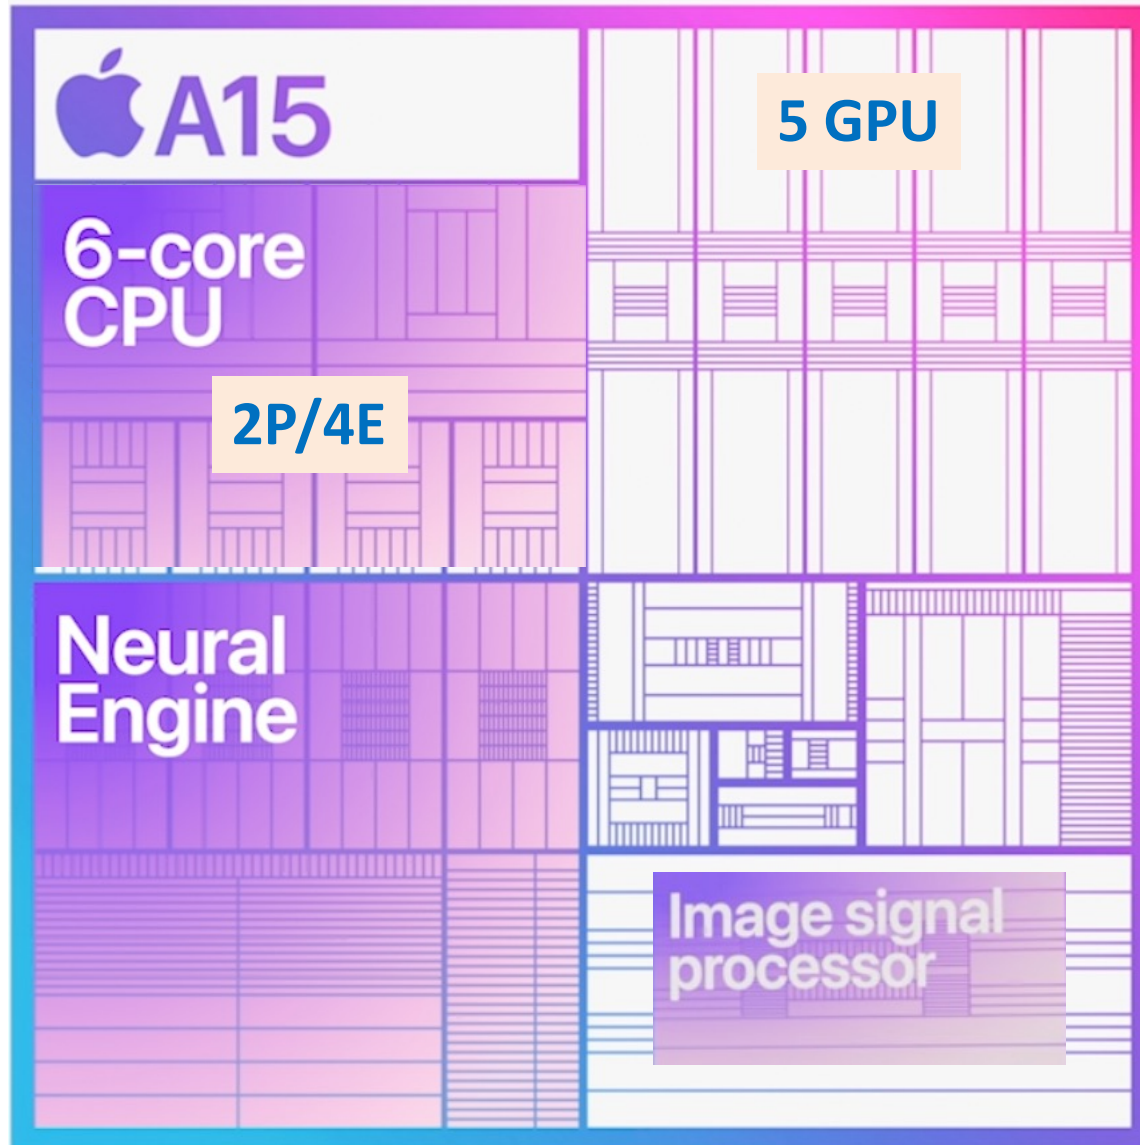 A15
5 GPU
6-core
CPU
2P/4E
Neural
Engine
Image signal
processor